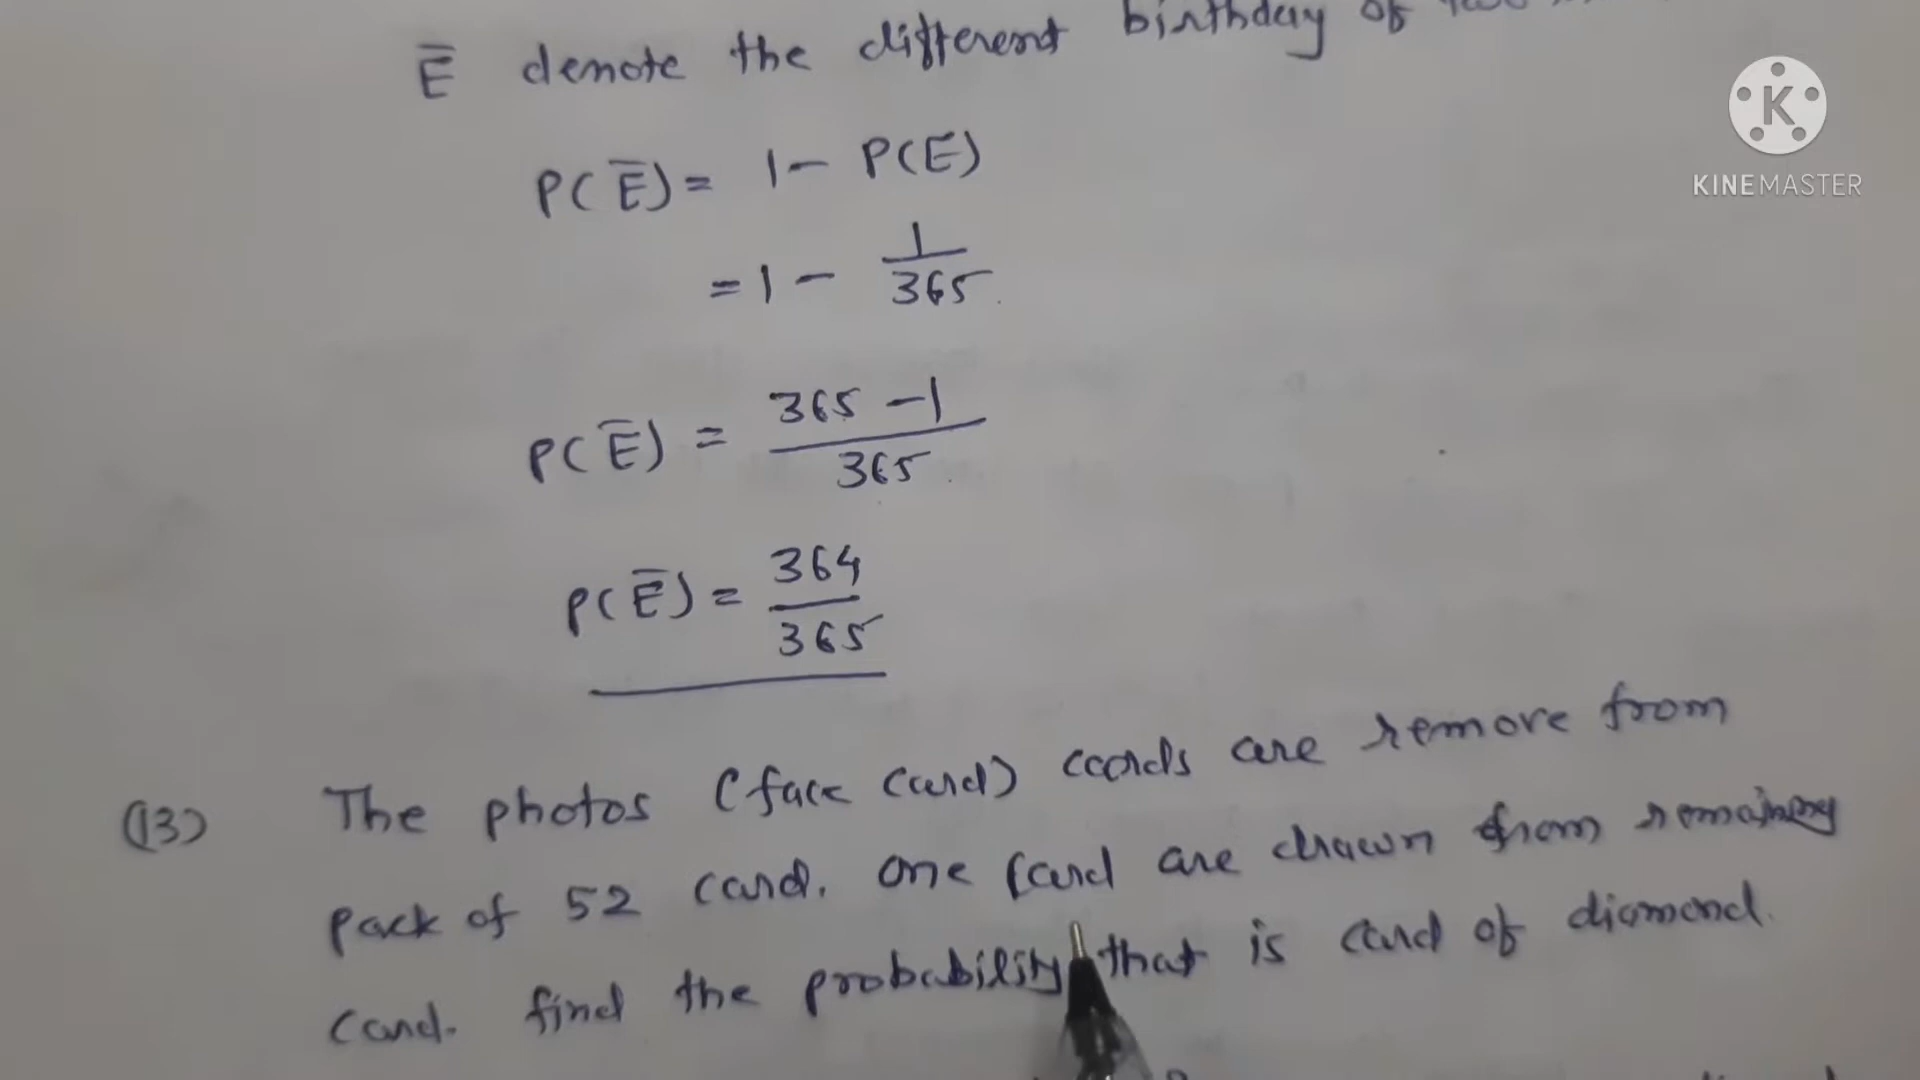 Ē denote the different birthday of
P(Ē) = 1 - P(E)
= 1 - 1/365
P(Ē) = 365 - 1 / 365
P(Ē) = 364/365
(13) The photos (face card) cards are remove from
pack of 52 card. one card are drawn from remaining
card. find the probability that is card of diamond.
K
KINEMASTER